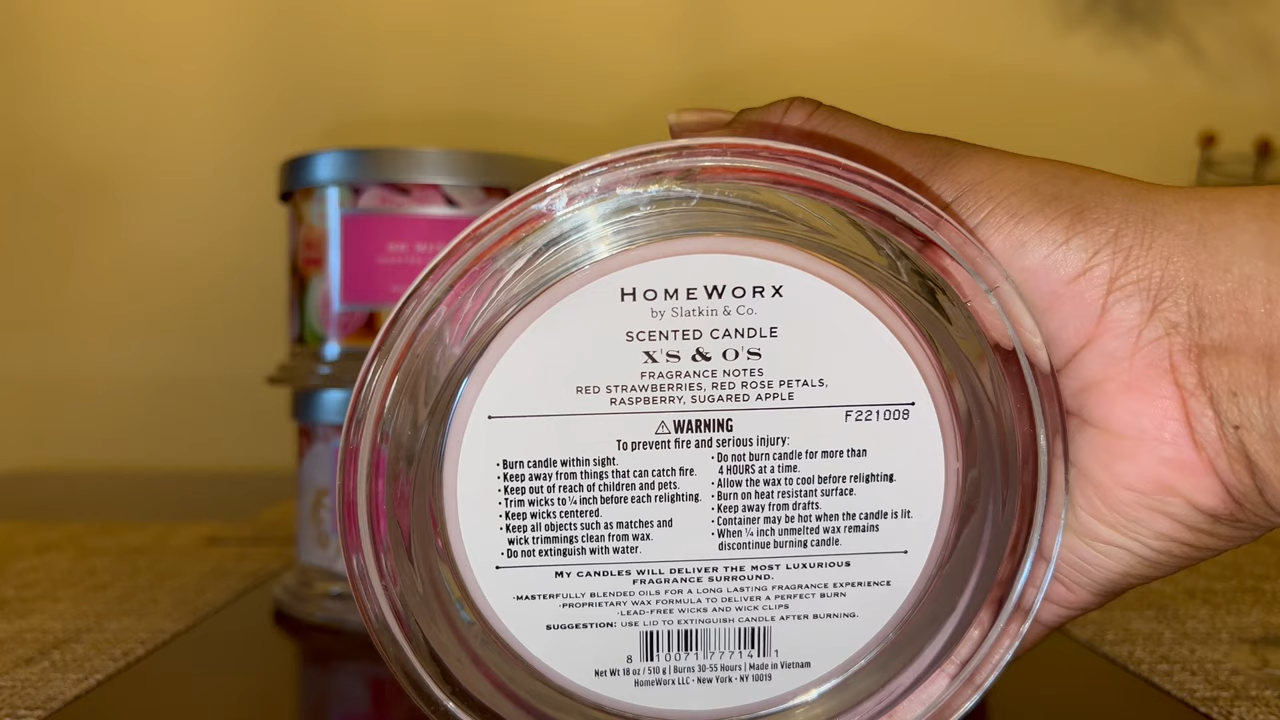 HOMEWORX
by Slatkin & Co.
SCENTED CANDLE
X'S & O'S
FRAGRANCE NOTES
RED STRAWBERRIES, RED ROSE PETALS,
RASPBERRY, SUGARED APPLE
F221008
⚠WARNING
To prevent fire and serious injury:
• Burn candle within sight.
• Keep away from things that can catch fire.
• Keep out of reach of children and pets.
• Trim wicks to ¼ inch before each relighting.
• Keep wicks centered.
• Keep all objects such as matches and
wick trimmings clean from wax.
• Do not extinguish with water.
• Do not burn candle for more than
4 HOURS at a time.
• Allow the wax to cool before relighting.
• Burn on heat resistant surface.
• Keep away from drafts.
• Container may be hot when the candle is lit.
• When ¼ inch unmelted wax remains
discontinue burning candle.
MY CANDLES WILL DELIVER THE MOST LUXURIOUS
FRAGRANCE SURROUND.
•MASTERFULLY BLENDED OILS FOR A LONG LASTING FRAGRANCE EXPERIENCE
•PROPRIETARY WAX FORMULA TO DELIVER A PERFECT BURN
•LEAD-FREE WICKS AND WICK CLIPS
SUGGESTION: USE LID TO EXTINGUISH CANDLE AFTER BURNING.
8 10071 77714 1
Net Wt 18 oz / 510 g | Burns 30-55 Hours | Made in Vietnam
HomeWorx LLC • New York • NY 10019